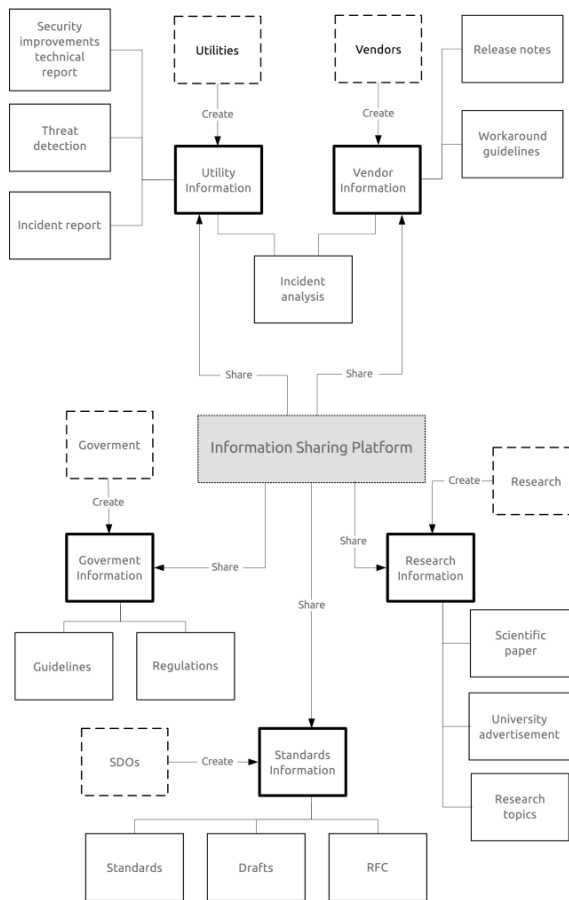 Security
improvements
technical
report
Utilities
Vendors
Release notes
Create
Create
Threat
detection
Utility
Information
Vendor
Information
Workaround
guidelines
Incident report
Incident
analysis
Share
Share
Goverment
Information Sharing Platform
Create
Create
Research
Goverment
Information
Share
Share
Research
Information
Share
Guidelines
Regulations
Scientific
paper
University
advertisement
SDOs
Create
Standards
Information
Research
topics
Standards
Drafts
RFC